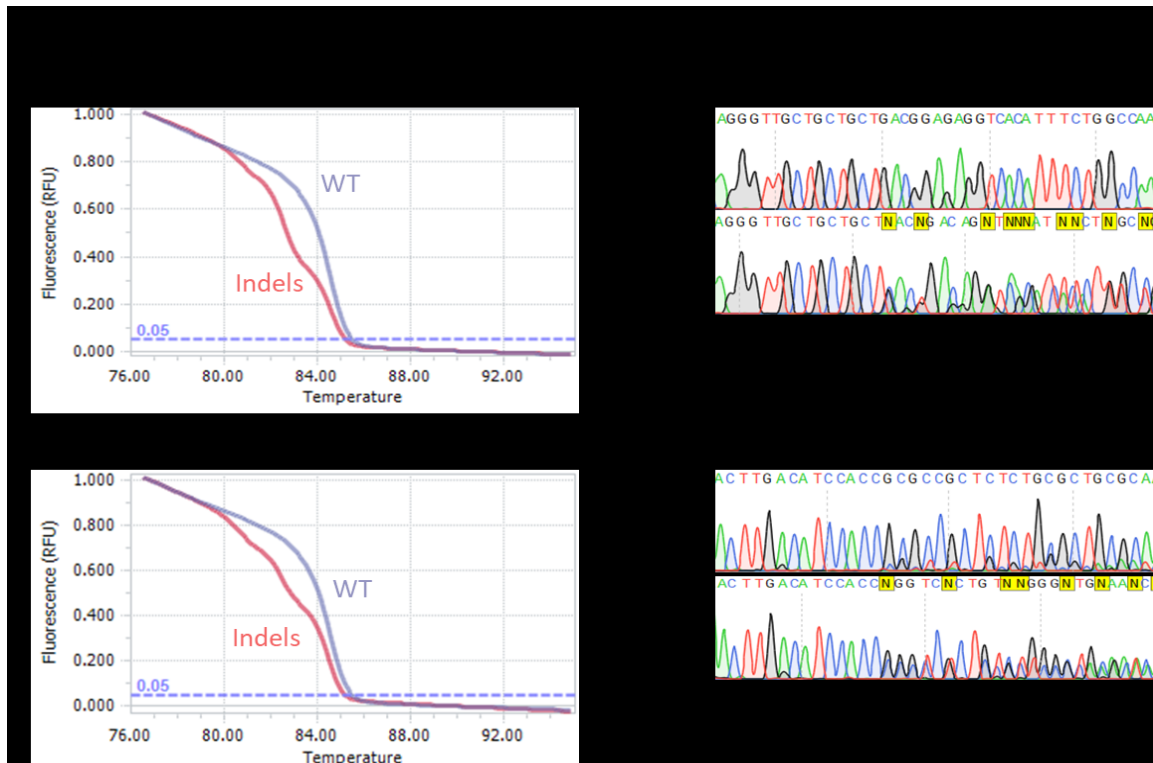 1.000
0.800
0.600
0.400
0.200
0.05
0.000
76.00 80.00 84.00 88.00 92.00
Temperature
Fluorescence (RFU)
WT
Indels
AGGGTTGCTGCTGCTGACGGAGAGGTCACATTTCTGGCCAA
AGGGTTGCTGCTGCTNACNGACAGNTNNNATNNCTNGCN
1.000
0.800
0.600
0.400
0.200
0.05
0.000
76.00 80.00 84.00 88.00 92.00
Temperature
Fluorescence (RFU)
WT
Indels
ACTTGACATCCACCGCGCCGCTCTCTGCGCTGCGCA
ACTTGACATCCACCNGGTCNCTGTNNGGGNTGNAANC